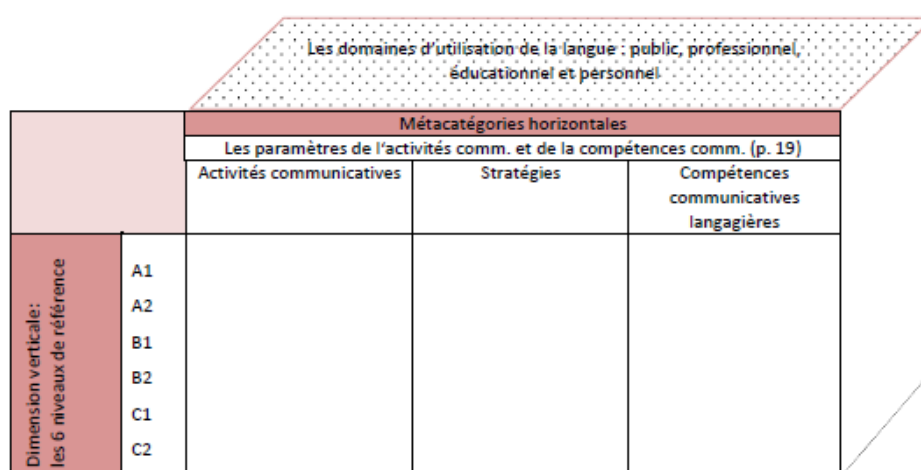 Les domaines d'utilisation de la langue : public, professionnel,
éducationnel et personnel
Métacatégories horizontales
Les paramètres de l'activités comm. et de la compétences comm. (p. 19)
Activités communicatives
Stratégies
Compétences
communicatives
langagières
Dimension verticale:
les 6 niveaux de référence
A1
A2
B1
B2
C1
C2